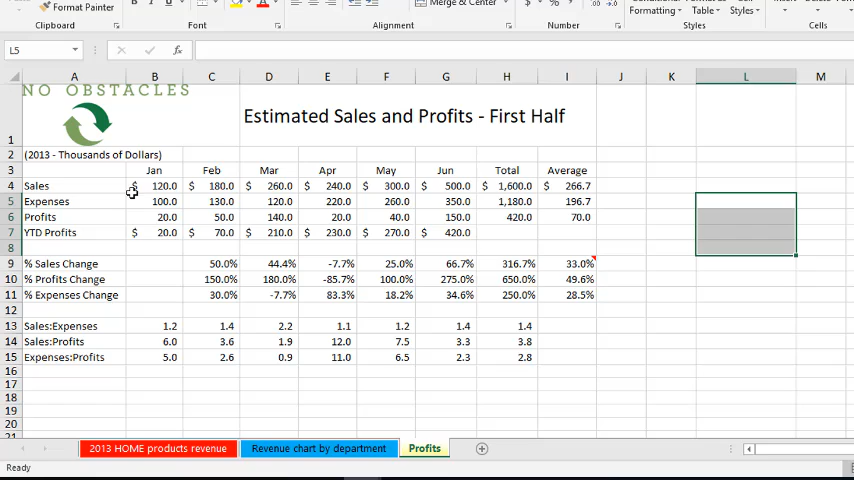 Format Painter B I U Merge & Center $ % Conditional Format as Cell Insert
Formatting Table Styles
Clipboard Font Alignment Number Styles Cells
L5 fx
A B C D E F G H I J K L M
NO OBSTACLES
1 Estimated Sales and Profits - First Half
2 (2013 - Thousands of Dollars)
3 Jan Feb Mar Apr May Jun Total Average
4 Sales $ 120.0 $ 180.0 $ 260.0 $ 240.0 $ 300.0 $ 500.0 $ 1,600.0 $ 266.7
5 Expenses 100.0 130.0 120.0 220.0 260.0 350.0 1,180.0 196.7
6 Profits 20.0 50.0 140.0 20.0 40.0 150.0 420.0 70.0
7 YTD Profits $ 20.0 $ 70.0 $ 210.0 $ 230.0 $ 270.0 $ 420.0
8
9 % Sales Change 50.0% 44.4% -7.7% 25.0% 66.7% 316.7% 33.0%
10 % Profits Change 150.0% 180.0% -85.7% 100.0% 275.0% 650.0% 49.6%
11 % Expenses Change 30.0% -7.7% 83.3% 18.2% 34.6% 250.0% 28.5%
12
13 Sales:Expenses 1.2 1.4 2.2 1.1 1.2 1.4 1.4
14 Sales:Profits 6.0 3.6 1.9 12.0 7.5 3.3 3.8
15 Expenses:Profits 5.0 2.6 0.9 11.0 6.5 2.3 2.8
16
17
18
19
20
21
2013 HOME products revenue Revenue chart by department Profits
Ready